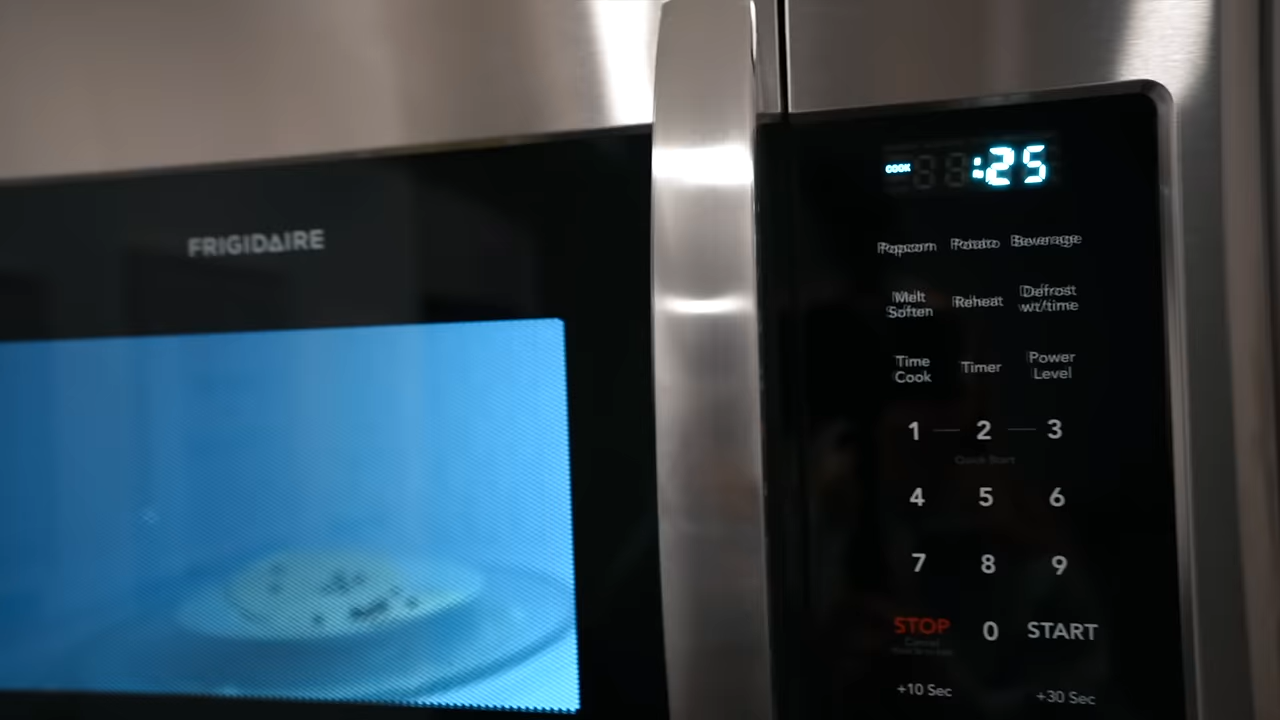 FRIGIDAIRE
COOK :25
Popcorn Potato Beverage
Melt Soften Reheat Defrost wt/time
Time Cook Timer Power Level
1 2 3
Quick Start
4 5 6
7 8 9
STOP 0 START
Cancel
+10 Sec +30 Sec